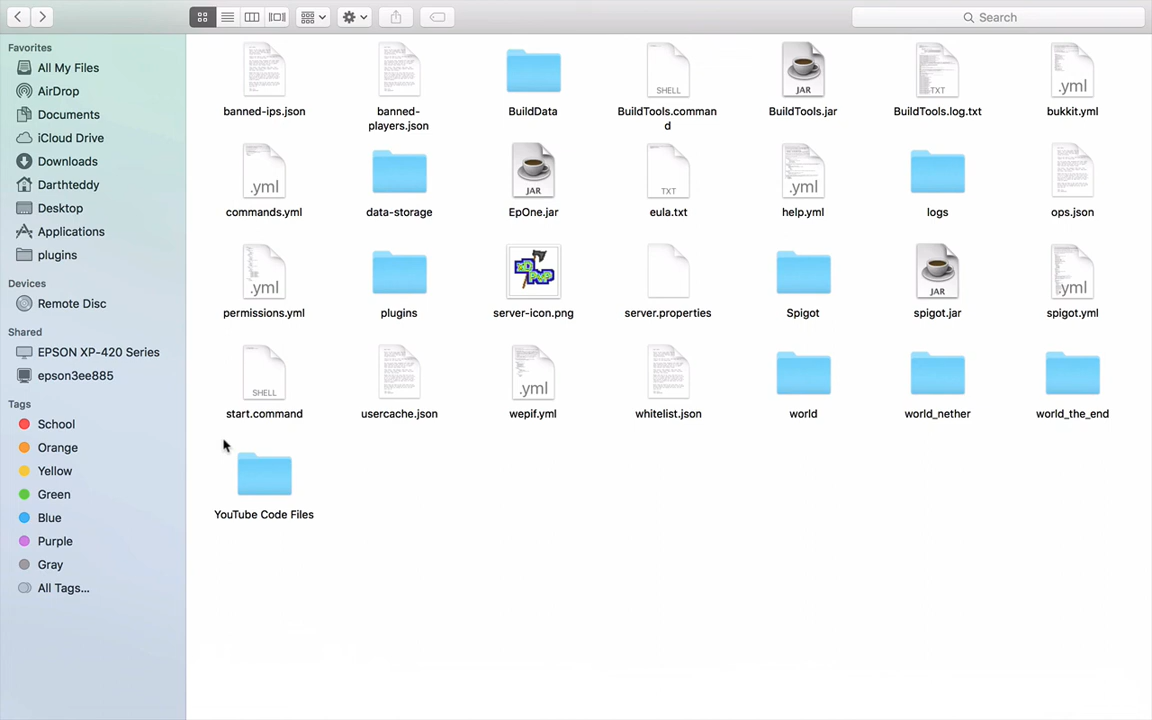 Search
Favorites
All My Files
AirDrop
Documents
iCloud Drive
Downloads
Darthteddy
Desktop
Applications
plugins
Devices
Remote Disc
Shared
EPSON XP-420 Series
epson3ee885
Tags
School
Orange
Yellow
Green
Blue
Purple
Gray
All Tags...
banned-ips.json
banned-
players.json
BuildData
SHELL
BuildTools.comman
d
JAR
BuildTools.jar
TXT
BuildTools.log.txt
.yml
bukkit.yml
.yml
commands.yml
data-storage
JAR
EpOne.jar
TXT
eula.txt
.yml
help.yml
logs
ops.json
.yml
permissions.yml
plugins
server-icon.png
server.properties
Spigot
JAR
spigot.jar
.yml
spigot.yml
SHELL
start.command
usercache.json
.yml
wepif.yml
whitelist.json
world
world_nether
world_the_end
YouTube Code Files